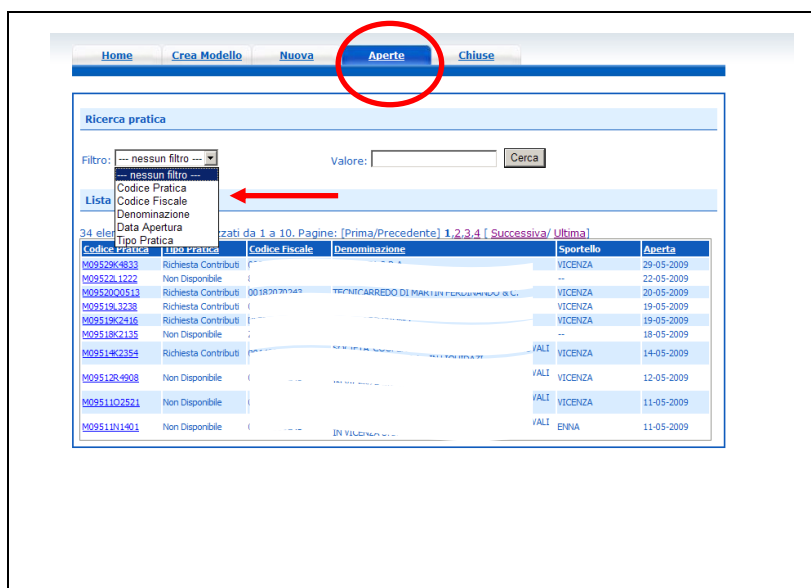 Home Crea Modello Nuova Aperte Chiuse
Ricerca pratica
Filtro: --- nessun filtro --- Valore: Cerca
--- nessun filtro ---
Codice Pratica
Codice Fiscale
Denominazione
Data Apertura
Tipo Pratica
Lista
34 da 1 a 10. Pagine: [Prima/Precedente] 1,2,3,4 [ Successiva/ Ultima]
Codice Pratica Tipo Pratica Codice Fiscale Denominazione Sportello Aperta
M09529K4833 Richiesta Contributi VICENZA 29-05-2009
M09522L1222 Non Disponibile -- 22-05-2009
M09520Q0513 Richiesta Contributi 00182070242 TECNICARREDO DI MARTIN FERDINANDO & C. VICENZA 20-05-2009
M09519L3238 Richiesta Contributi VICENZA 19-05-2009
M09519K2416 Richiesta Contributi VICENZA 19-05-2009
M09518K2135 Non Disponibile -- 18-05-2009
M09514K2354 Richiesta Contributi VICENZA 14-05-2009
M09512R4908 Non Disponibile VICENZA 12-05-2009
M09511O2521 Non Disponibile VICENZA 11-05-2009
M09511N1401 Non Disponibile IN VICENZA ENNA 11-05-2009